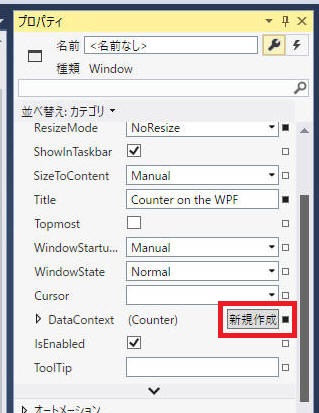 プロパティ
名前 <名前なし>
種類 Window
並べ替え: カテゴリ
ResizeMode NoResize
ShowInTaskbar
SizeToContent Manual
Title Counter on the WPF
Topmost
WindowStartu... Manual
WindowState Normal
Cursor
DataContext (Counter) 新規作成
IsEnabled
ToolTip
オートメーション